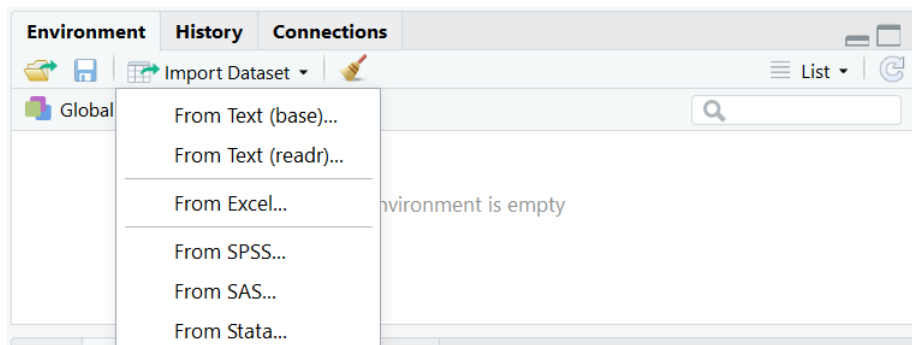 Environment History Connections
Import Dataset List
Global
From Text (base)...
From Text (readr)...
From Excel...
nvironment is empty
From SPSS...
From SAS...
From Stata...